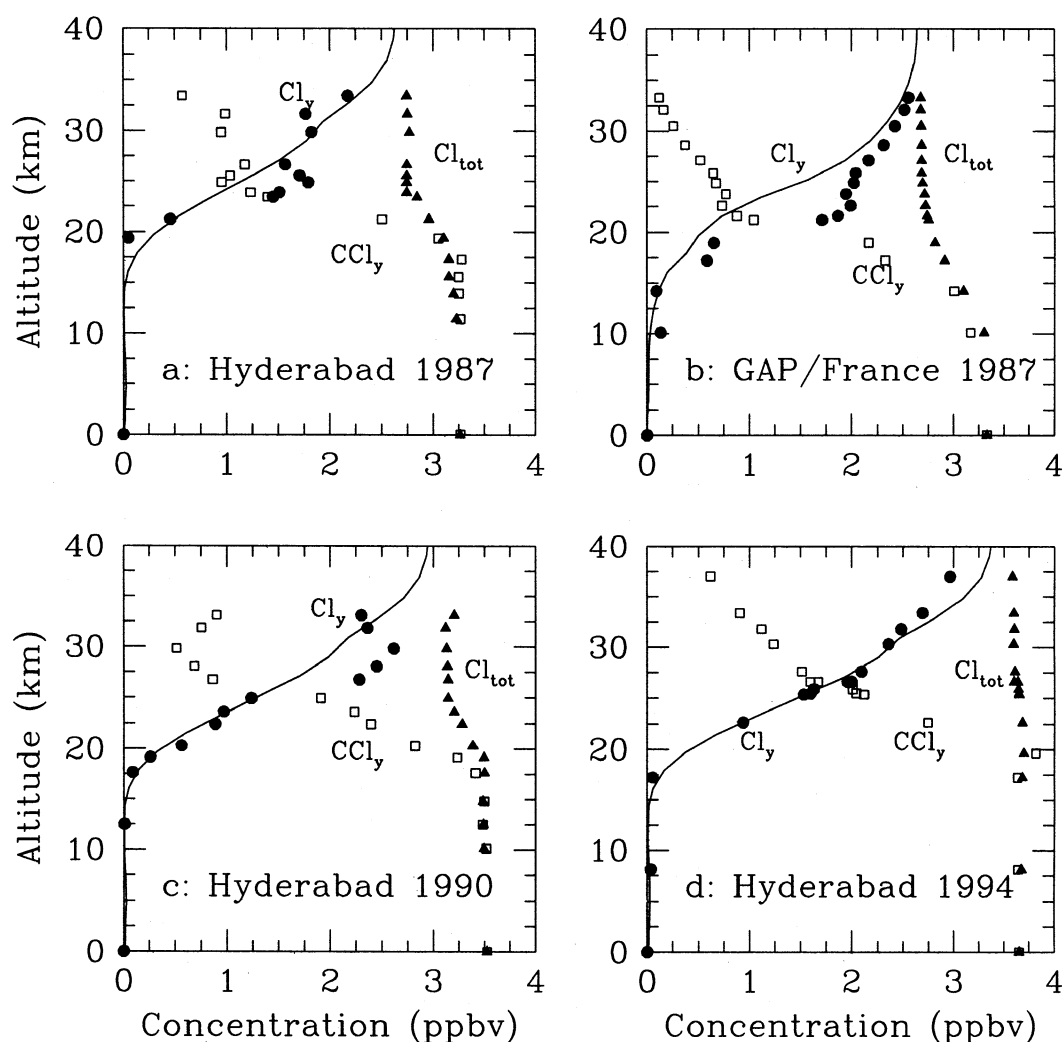 40
30
20
10
0
Altitude (km)
Cl_y
Cl_tot
CCl_y
a: Hyderabad 1987
0 1 2 3 4
40
30
20
10
0
Cl_y
Cl_tot
CCl_y
b: GAP/France 1987
0 1 2 3 4
40
30
20
10
0
Altitude (km)
Cl_y
Cl_tot
CCl_y
c: Hyderabad 1990
0 1 2 3 4
Concentration (ppbv)
40
30
20
10
0
Cl_tot
Cl_y CCl_y
d: Hyderabad 1994
0 1 2 3 4
Concentration (ppbv)